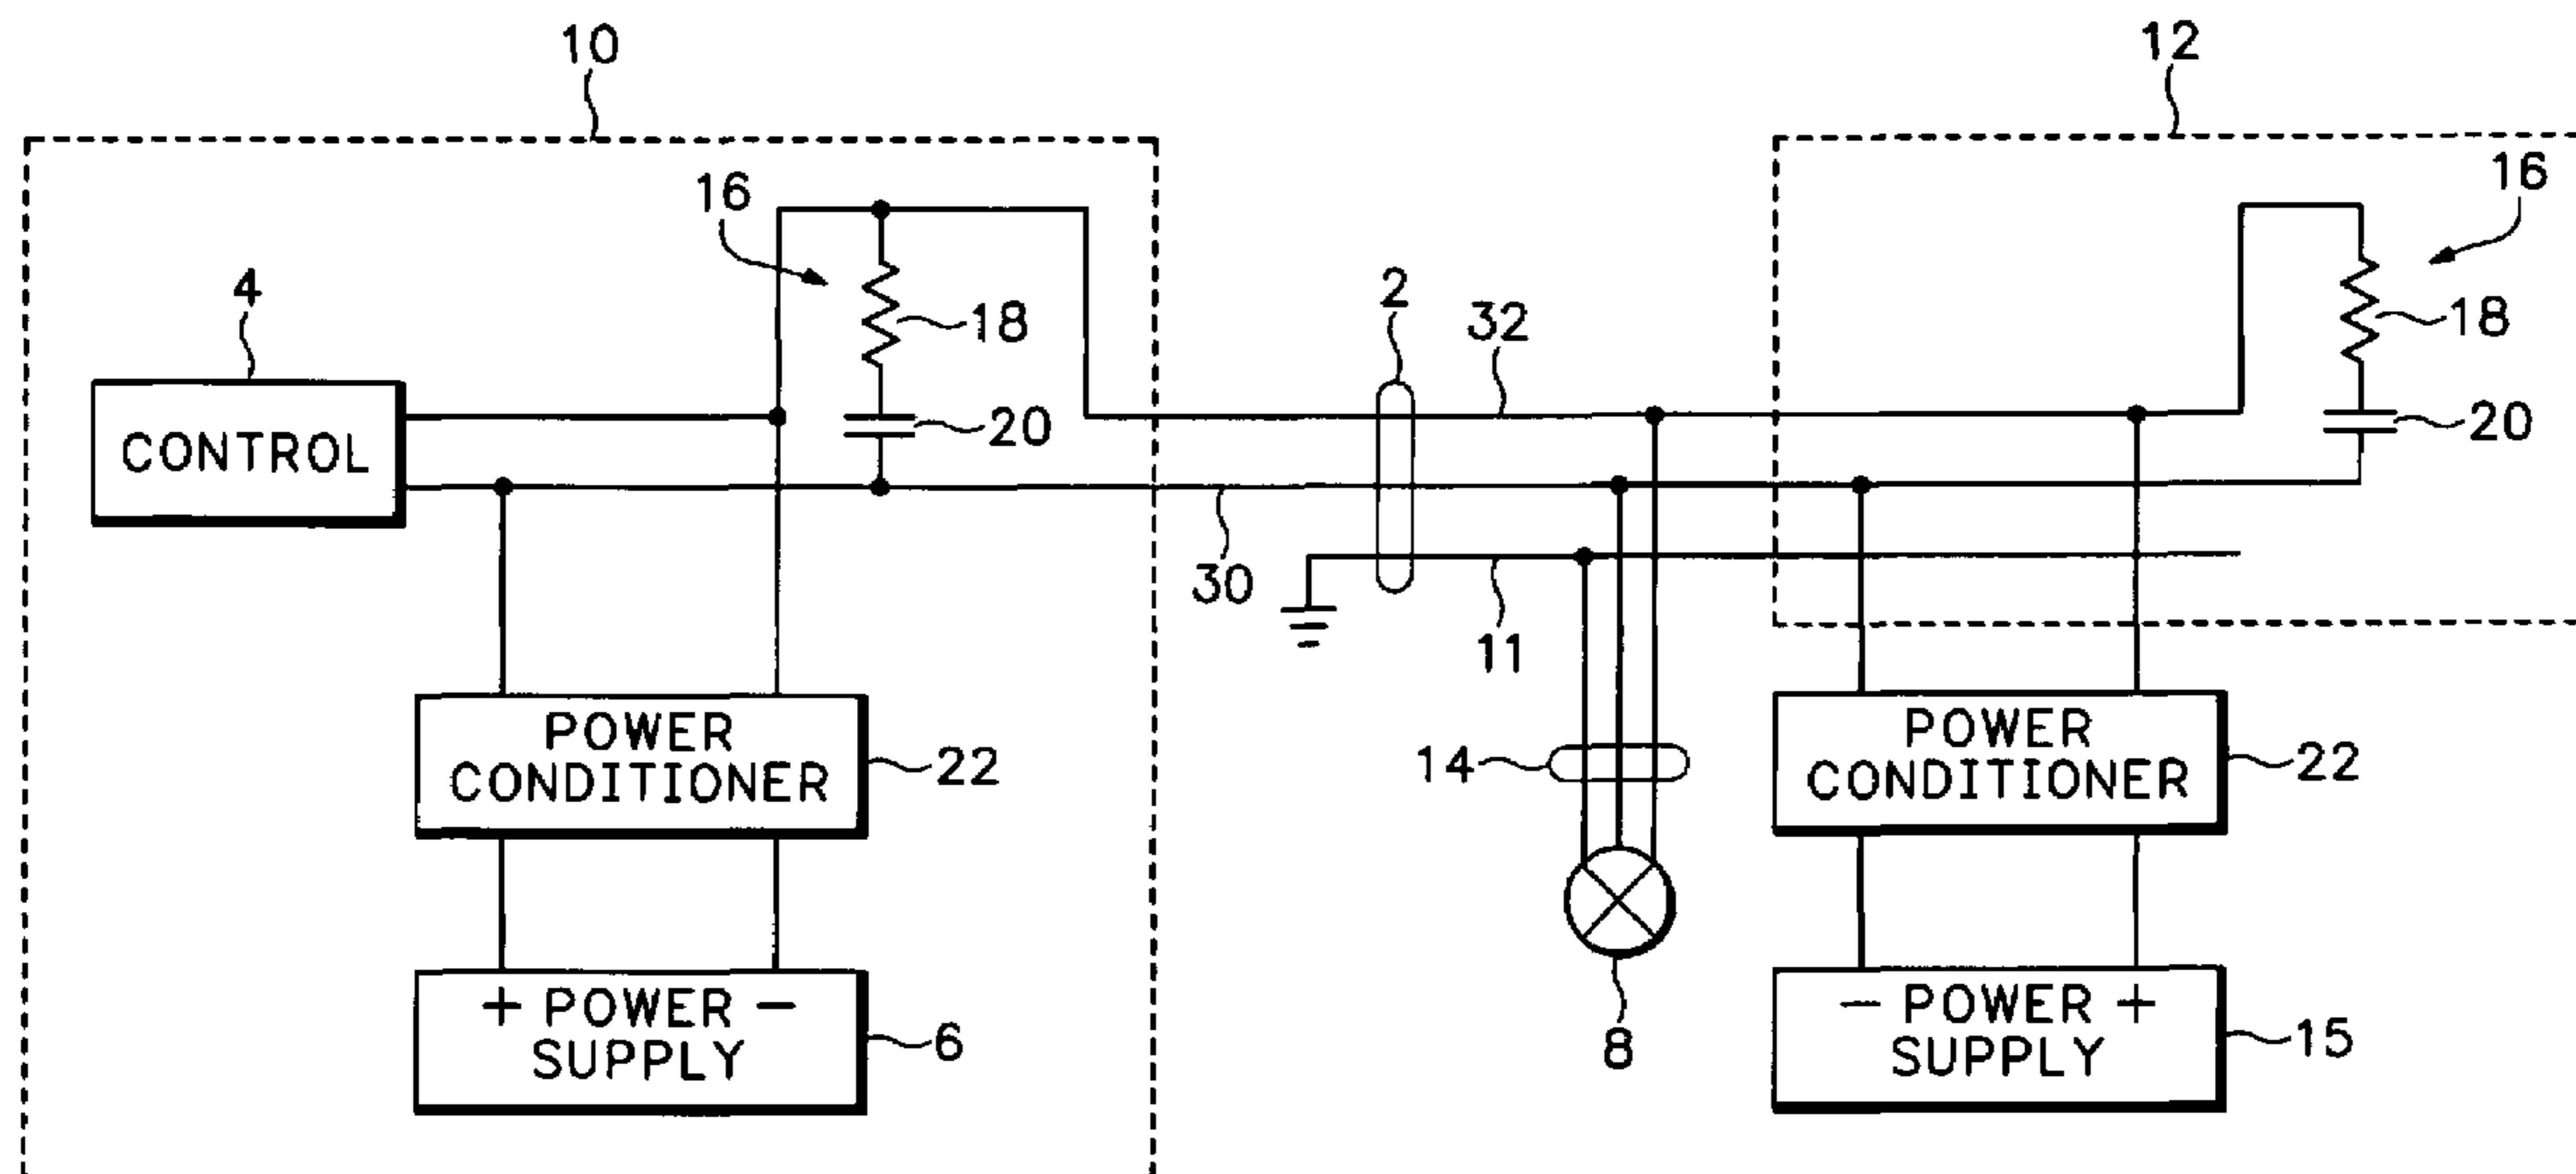 10
12
16
16
4
2
32
18
18
CONTROL
20
20
30
11
POWER
CONDITIONER
22
14
POWER
CONDITIONER
22
+ POWER −
SUPPLY
6
8
− POWER +
SUPPLY
15